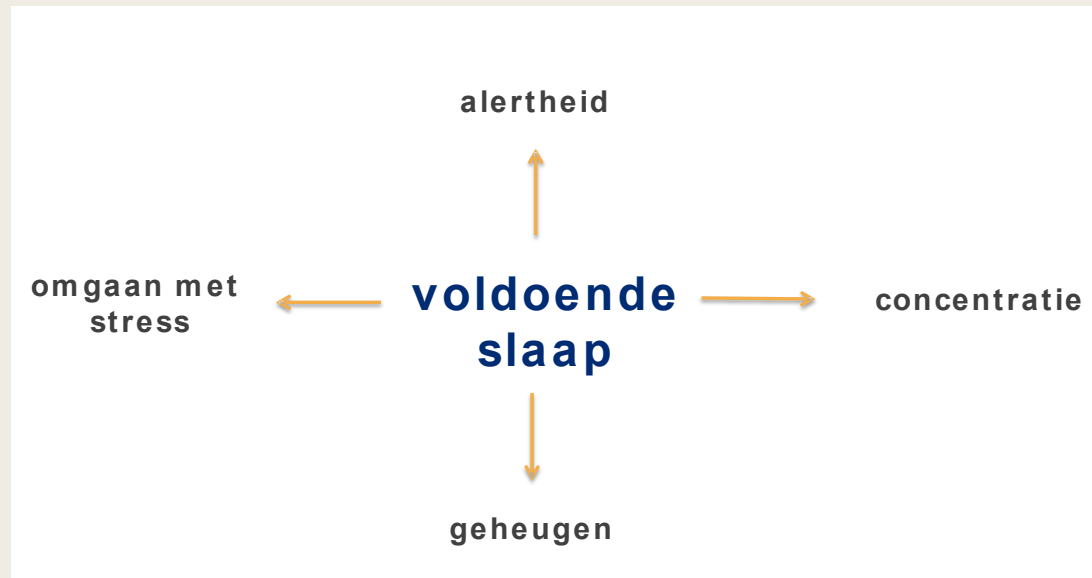 alertheid
omgaan met
stress
voldoende
slaap
concentratie
geheugen